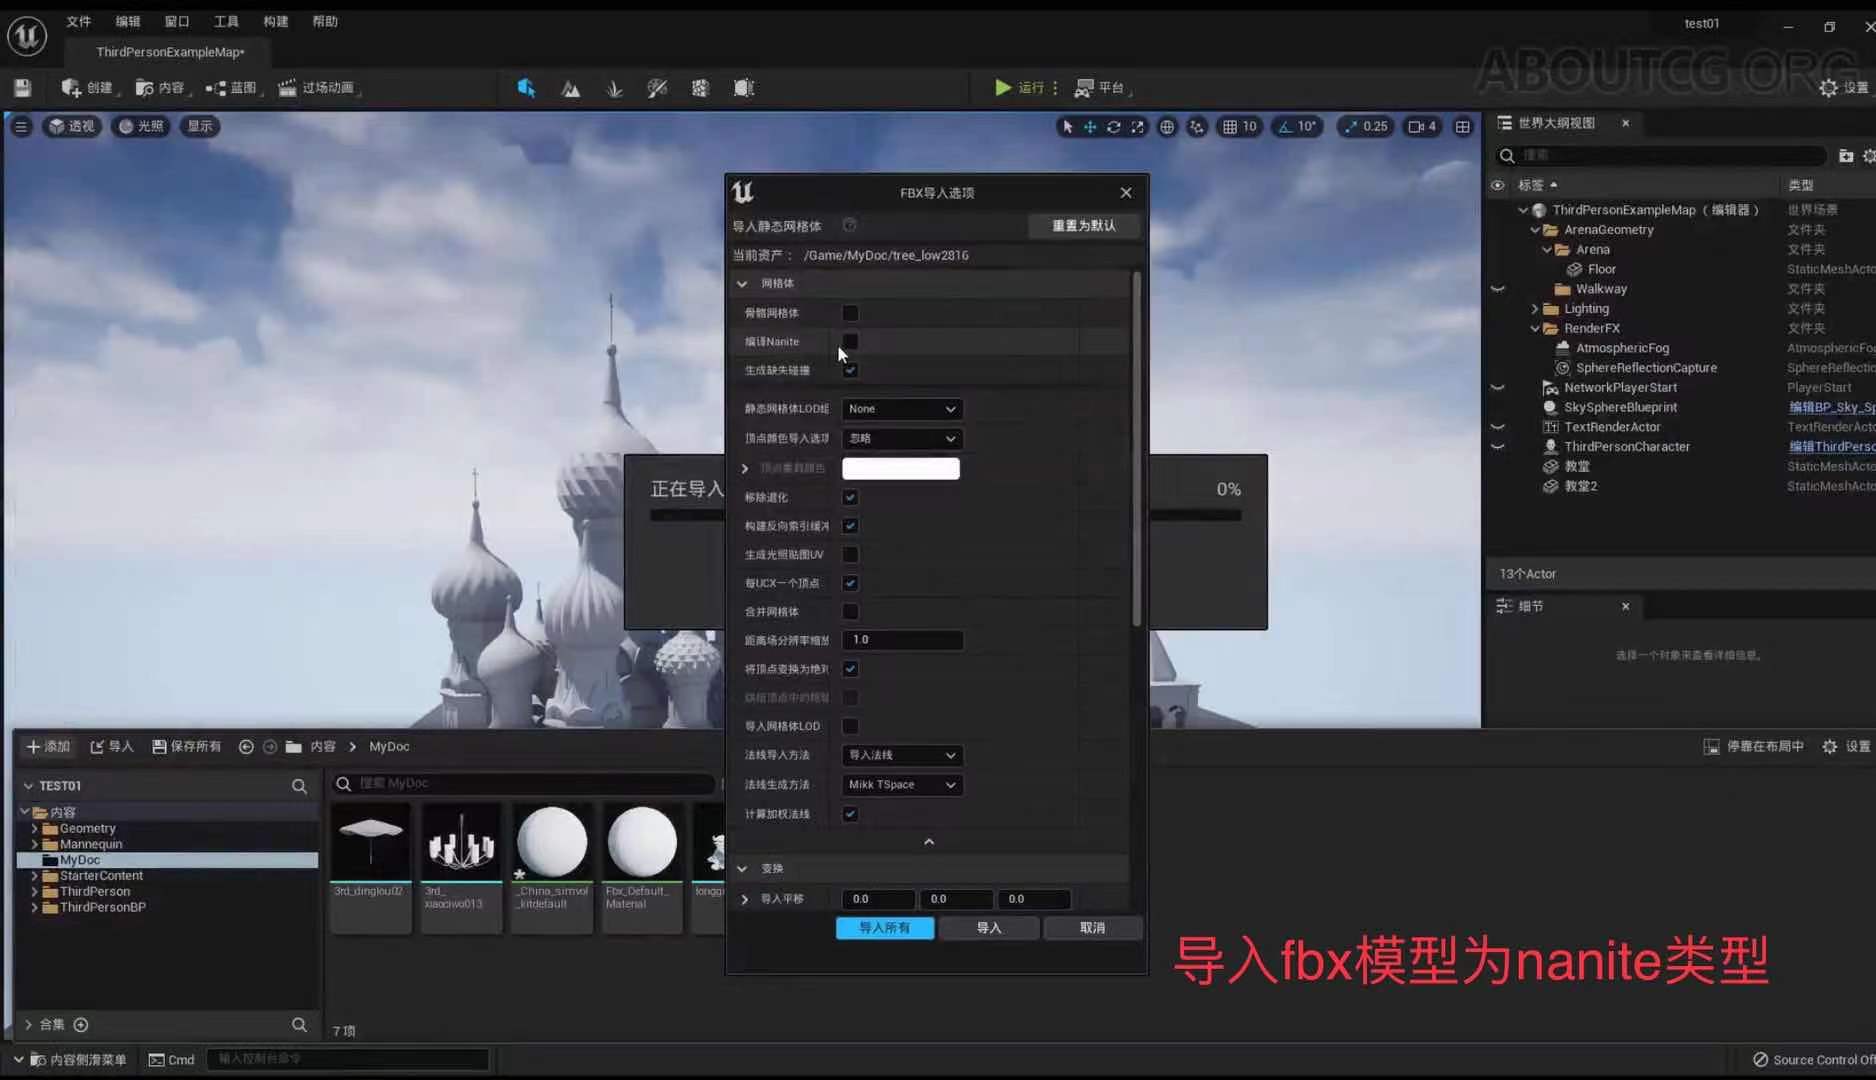 文件 编辑 窗口 工具 构建 帮助
test01
ThirdPersonExampleMap*
ABOUTCG.ORG
创建 内容 蓝图 过场动画 运行 平台 设置
透视 光照 显示 10 10° 0.25 4
世界大纲视图
搜索
标签 类型
ThirdPersonExampleMap（编辑器） 世界场景
ArenaGeometry 文件夹
Arena 文件夹
Floor StaticMeshActo
Walkway 文件夹
Lighting 文件夹
RenderFX 文件夹
AtmosphericFog AtmosphericFog
SphereReflectionCapture SphereReflectio
NetworkPlayerStart PlayerStart
SkySphereBlueprint 编辑BP_Sky_Sp
TextRenderActor TextRenderActo
ThirdPersonCharacter 编辑ThirdPerso
教堂 StaticMeshActo
教堂2 StaticMeshActo
13个Actor
细节
选择一个对象来查看详细信息。
正在导入
0%
FBX导入选项
导入静态网格体
重置为默认
当前资产： /Game/MyDoc/tree_low2816
网格体
骨骼网格体
编译Nanite
生成缺失碰撞
静态网格体LOD组 None
顶点颜色导入选项 忽略
顶点重载颜色
移除退化
构建反向索引缓冲
生成光照贴图UV
每UCX一个顶点
合并网格体
距离场分辨率缩放 1.0
将顶点变换为绝对
导入网格体LOD
法线导入方法 导入法线
法线生成方法 Mikk TSpace
计算加权法线
变换
导入平移 0.0 0.0 0.0
导入所有 导入 取消
添加 导入 保存所有 内容 MyDoc
停靠在布局中 设置
TEST01
搜索 MyDoc
内容
Geometry
Mannequin
MyDoc
StarterContent
ThirdPerson
ThirdPersonBP
3rd_dinglou02
3rd_
xiaociwo013
_China_simvol
_kitdefault
Fbx_Default_
Material
合集
7 项
内容侧滑菜单 Cmd 输入控制台命令
Source Control Off
导入fbx模型为nanite类型